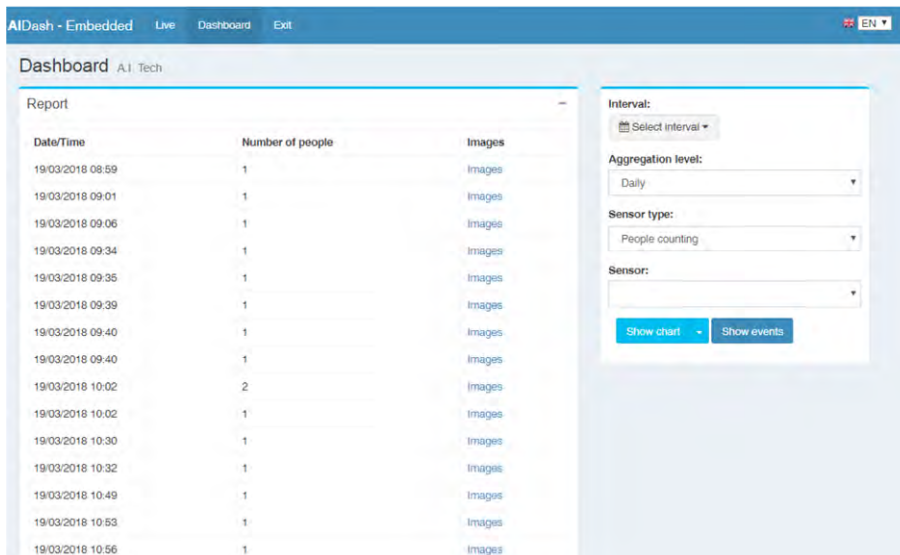 AIDash - Embedded Live Dashboard Exit EN
Dashboard A.I. Tech
Report −
Date/Time Number of people Images
19/03/2018 08:59 1 Images
19/03/2018 09:01 1 Images
19/03/2018 09:06 1 Images
19/03/2018 09:34 1 Images
19/03/2018 09:35 1 Images
19/03/2018 09:39 1 Images
19/03/2018 09:40 1 Images
19/03/2018 09:40 1 Images
19/03/2018 10:02 2 Images
19/03/2018 10:02 1 Images
19/03/2018 10:30 1 Images
19/03/2018 10:32 1 Images
19/03/2018 10:49 1 Images
19/03/2018 10:53 1 Images
19/03/2018 10:56 1 Images
Interval:
Select interval
Aggregation level:
Daily
Sensor type:
People counting
Sensor:
Show chart Show events